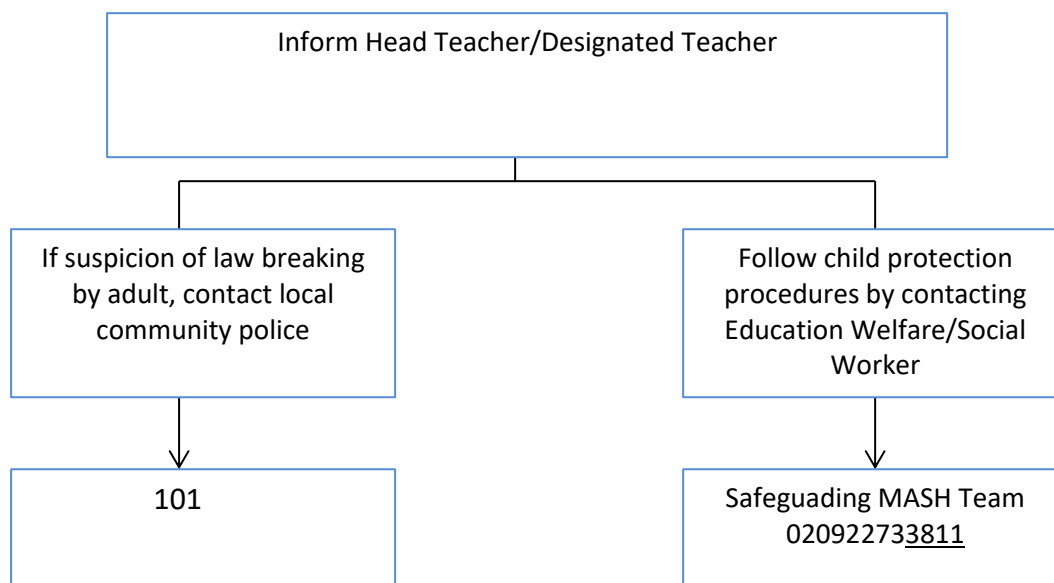 Inform Head Teacher/Designated Teacher
If suspicion of law breaking
by adult, contact local
community police
Follow child protection
procedures by contacting
Education Welfare/Social
Worker
101
Safeguading MASH Team
020922733811